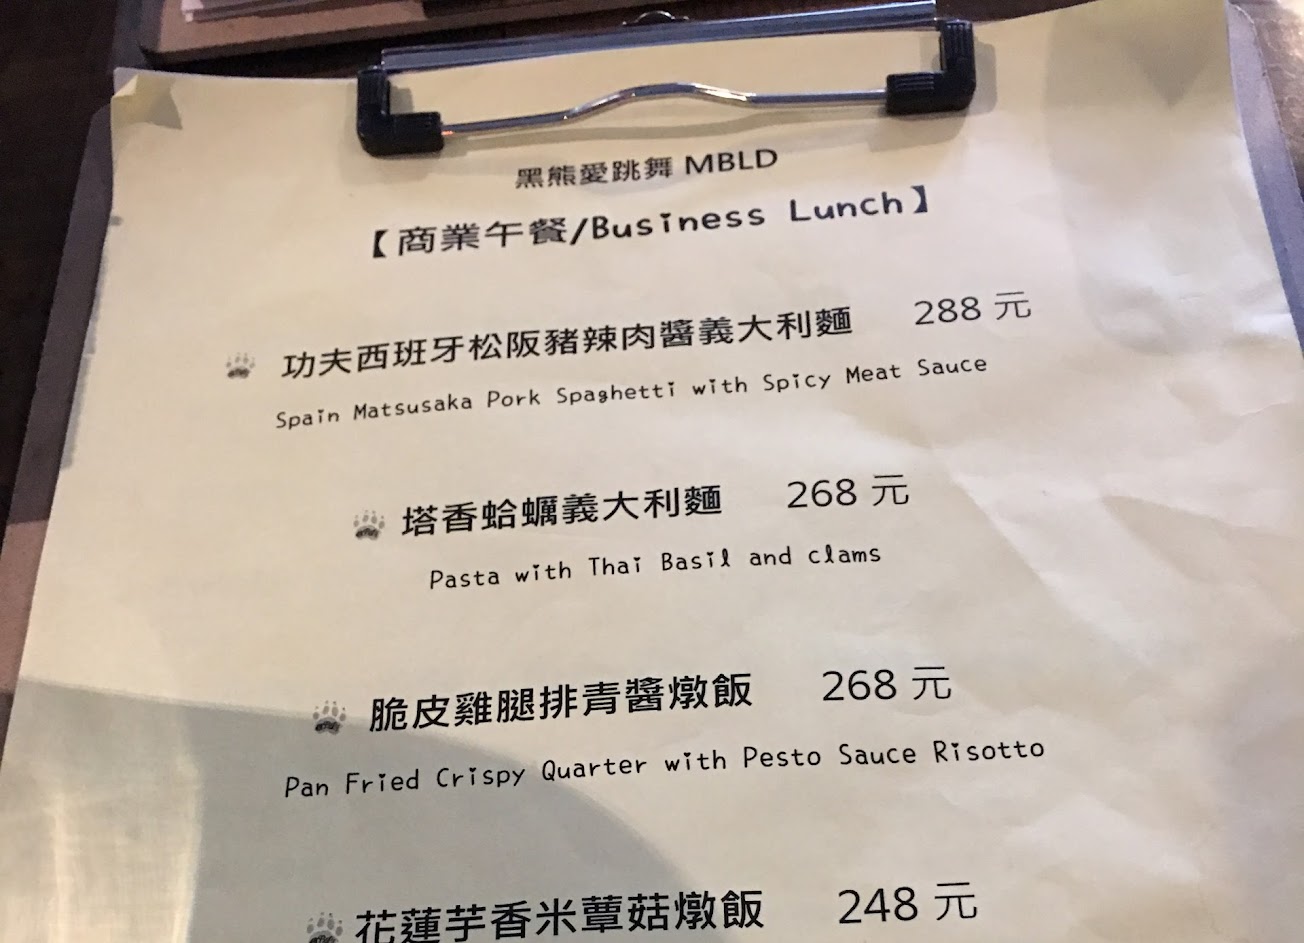 黑熊愛跳舞 MBLD
【商業午餐/Business Lunch】
功夫西班牙松阪豬辣肉醬義大利麵 288 元
Spain Matsusaka Pork Spaghetti with Spicy Meat Sauce
塔香蛤蠣義大利麵 268 元
Pasta with Thai Basil and clams
脆皮雞腿排青醬燉飯 268 元
Pan Fried Crispy Quarter with Pesto Sauce Risotto
花蓮芋香米蕈菇燉飯 248 元